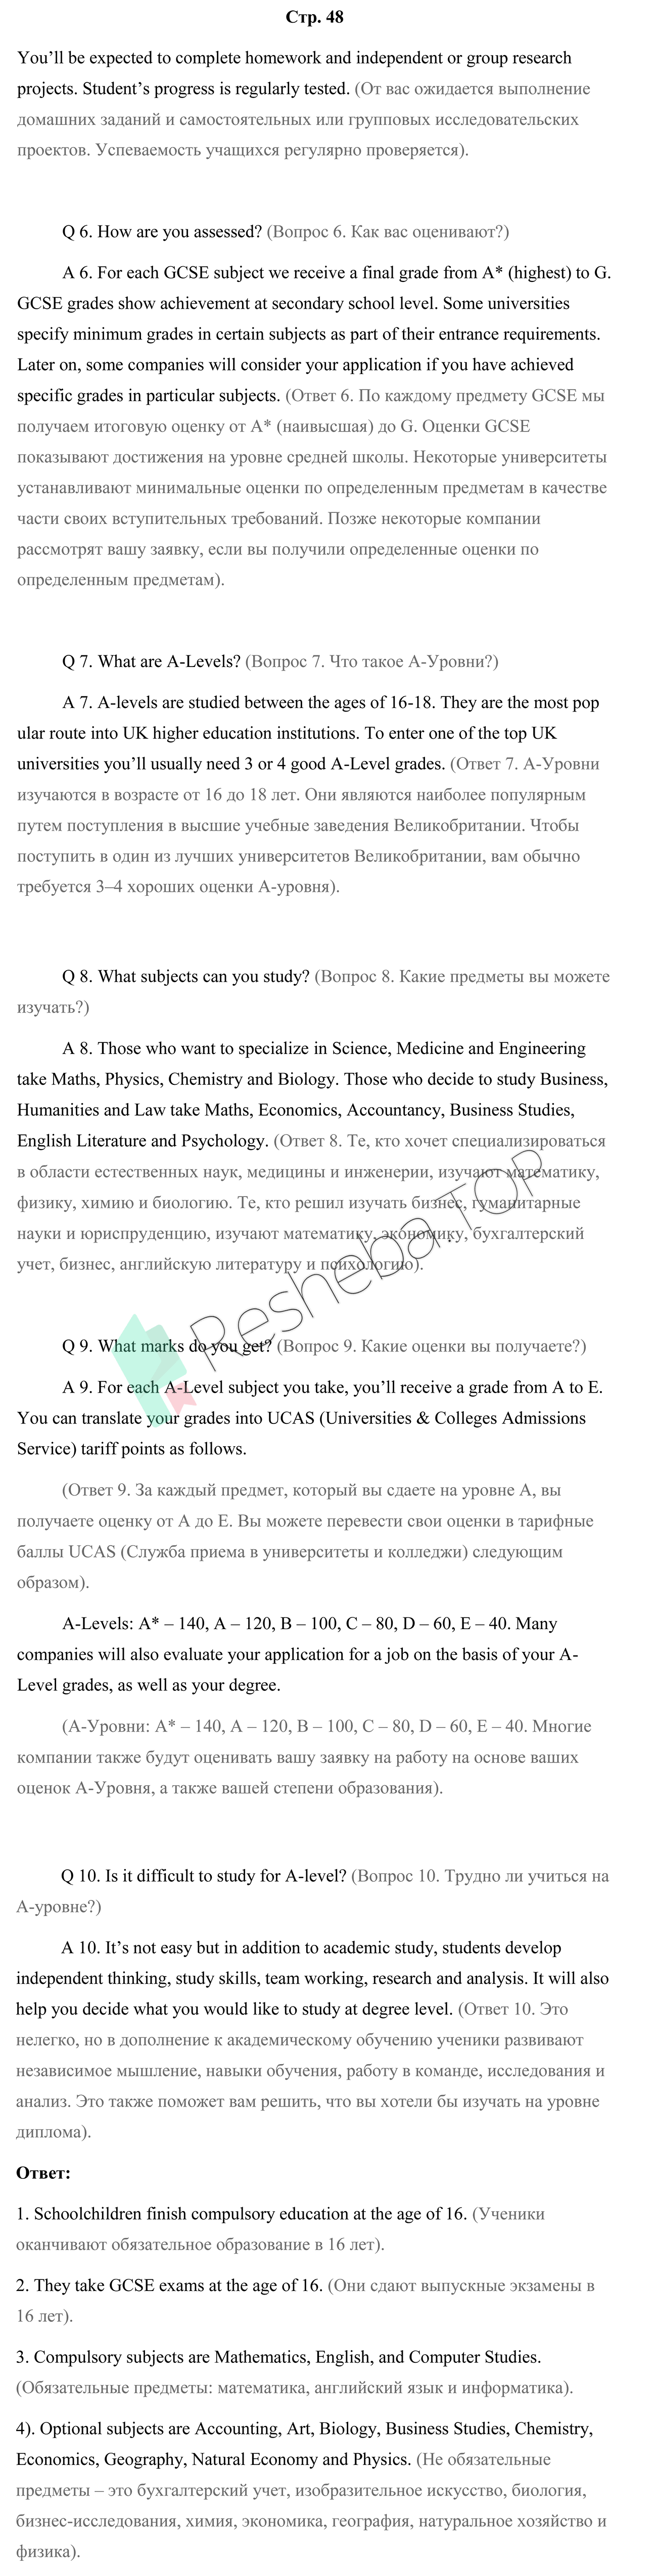 Стр. 48
You’ll be expected to complete homework and independent or group research
projects. Student’s progress is regularly tested. (От вас ожидается выполнение
домашних заданий и самостоятельных или групповых исследовательских
проектов. Успеваемость учащихся регулярно проверяется).
Q 6. How are you assessed? (Вопрос 6. Как вас оценивают?)
A 6. For each GCSE subject we receive a final grade from A* (highest) to G.
GCSE grades show achievement at secondary school level. Some universities
specify minimum grades in certain subjects as part of their entrance requirements.
Later on, some companies will consider your application if you have achieved
specific grades in particular subjects. (Ответ 6. По каждому предмету GCSE мы
получаем итоговую оценку от A* (наивысшая) до G. Оценки GCSE
показывают достижения на уровне средней школы. Некоторые университеты
устанавливают минимальные оценки по определенным предметам в качестве
части своих вступительных требований. Позже некоторые компании
рассмотрят вашу заявку, если вы получили определенные оценки по
определенным предметам).
Q 7. What are A-Levels? (Вопрос 7. Что такое А-Уровни?)
A 7. A-levels are studied between the ages of 16-18. They are the most pop
ular route into UK higher education institutions. To enter one of the top UK
universities you’ll usually need 3 or 4 good A-Level grades. (Ответ 7. А-Уровни
изучаются в возрасте от 16 до 18 лет. Они являются наиболее популярным
путем поступления в высшие учебные заведения Великобритании. Чтобы
поступить в один из лучших университетов Великобритании, вам обычно
требуется 3–4 хороших оценки А-уровня).
Q 8. What subjects can you study? (Вопрос 8. Какие предметы вы можете
изучать?)
A 8. Those who want to specialize in Science, Medicine and Engineering
take Maths, Physics, Chemistry and Biology. Those who decide to study Business,
Humanities and Law take Maths, Economics, Accountancy, Business Studies,
English Literature and Psychology. (Ответ 8. Те, кто хочет специализироваться
в области естественных наук, медицины и инженерии, изучают математику,
физику, химию и биологию. Те, кто решил изучать бизнес, гуманитарные
науки и юриспруденцию, изучают математику, экономику, бухгалтерский
учет, бизнес, английскую литературу и психологию).
Resheba.TOP
Q 9. What marks do you get? (Вопрос 9. Какие оценки вы получаете?)
A 9. For each A-Level subject you take, you’ll receive a grade from A to E.
You can translate your grades into UCAS (Universities & Colleges Admissions
Service) tariff points as follows.
(Ответ 9. За каждый предмет, который вы сдаете на уровне А, вы
получаете оценку от А до Е. Вы можете перевести свои оценки в тарифные
баллы UCAS (Служба приема в университеты и колледжи) следующим
образом).
A-Levels: A* – 140, A – 120, B – 100, C – 80, D – 60, E – 40. Many
companies will also evaluate your application for a job on the basis of your A-
Level grades, as well as your degree.
(А-Уровни: A* – 140, A – 120, B – 100, C – 80, D – 60, E – 40. Многие
компании также будут оценивать вашу заявку на работу на основе ваших
оценок А-Уровня, а также вашей степени образования).
Q 10. Is it difficult to study for A-level? (Вопрос 10. Трудно ли учиться на
А-уровне?)
A 10. It’s not easy but in addition to academic study, students develop
independent thinking, study skills, team working, research and analysis. It will also
help you decide what you would like to study at degree level. (Ответ 10. Это
нелегко, но в дополнение к академическому обучению ученики развивают
независимое мышление, навыки обучения, работу в команде, исследования и
анализ. Это также поможет вам решить, что вы хотели бы изучать на уровне
диплома).
Ответ:
1. Schoolchildren finish compulsory education at the age of 16. (Ученики
оканчивают обязательное образование в 16 лет).
2. They take GCSE exams at the age of 16. (Они сдают выпускные экзамены в
16 лет).
3. Compulsory subjects are Mathematics, English, and Computer Studies.
(Обязательные предметы: математика, английский язык и информатика).
4). Optional subjects are Accounting, Art, Biology, Business Studies, Chemistry,
Economics, Geography, Natural Economy and Physics. (Не обязательные
предметы – это бухгалтерский учет, изобразительное искусство, биология,
бизнес-исследования, химия, экономика, география, натуральное хозяйство и
физика).